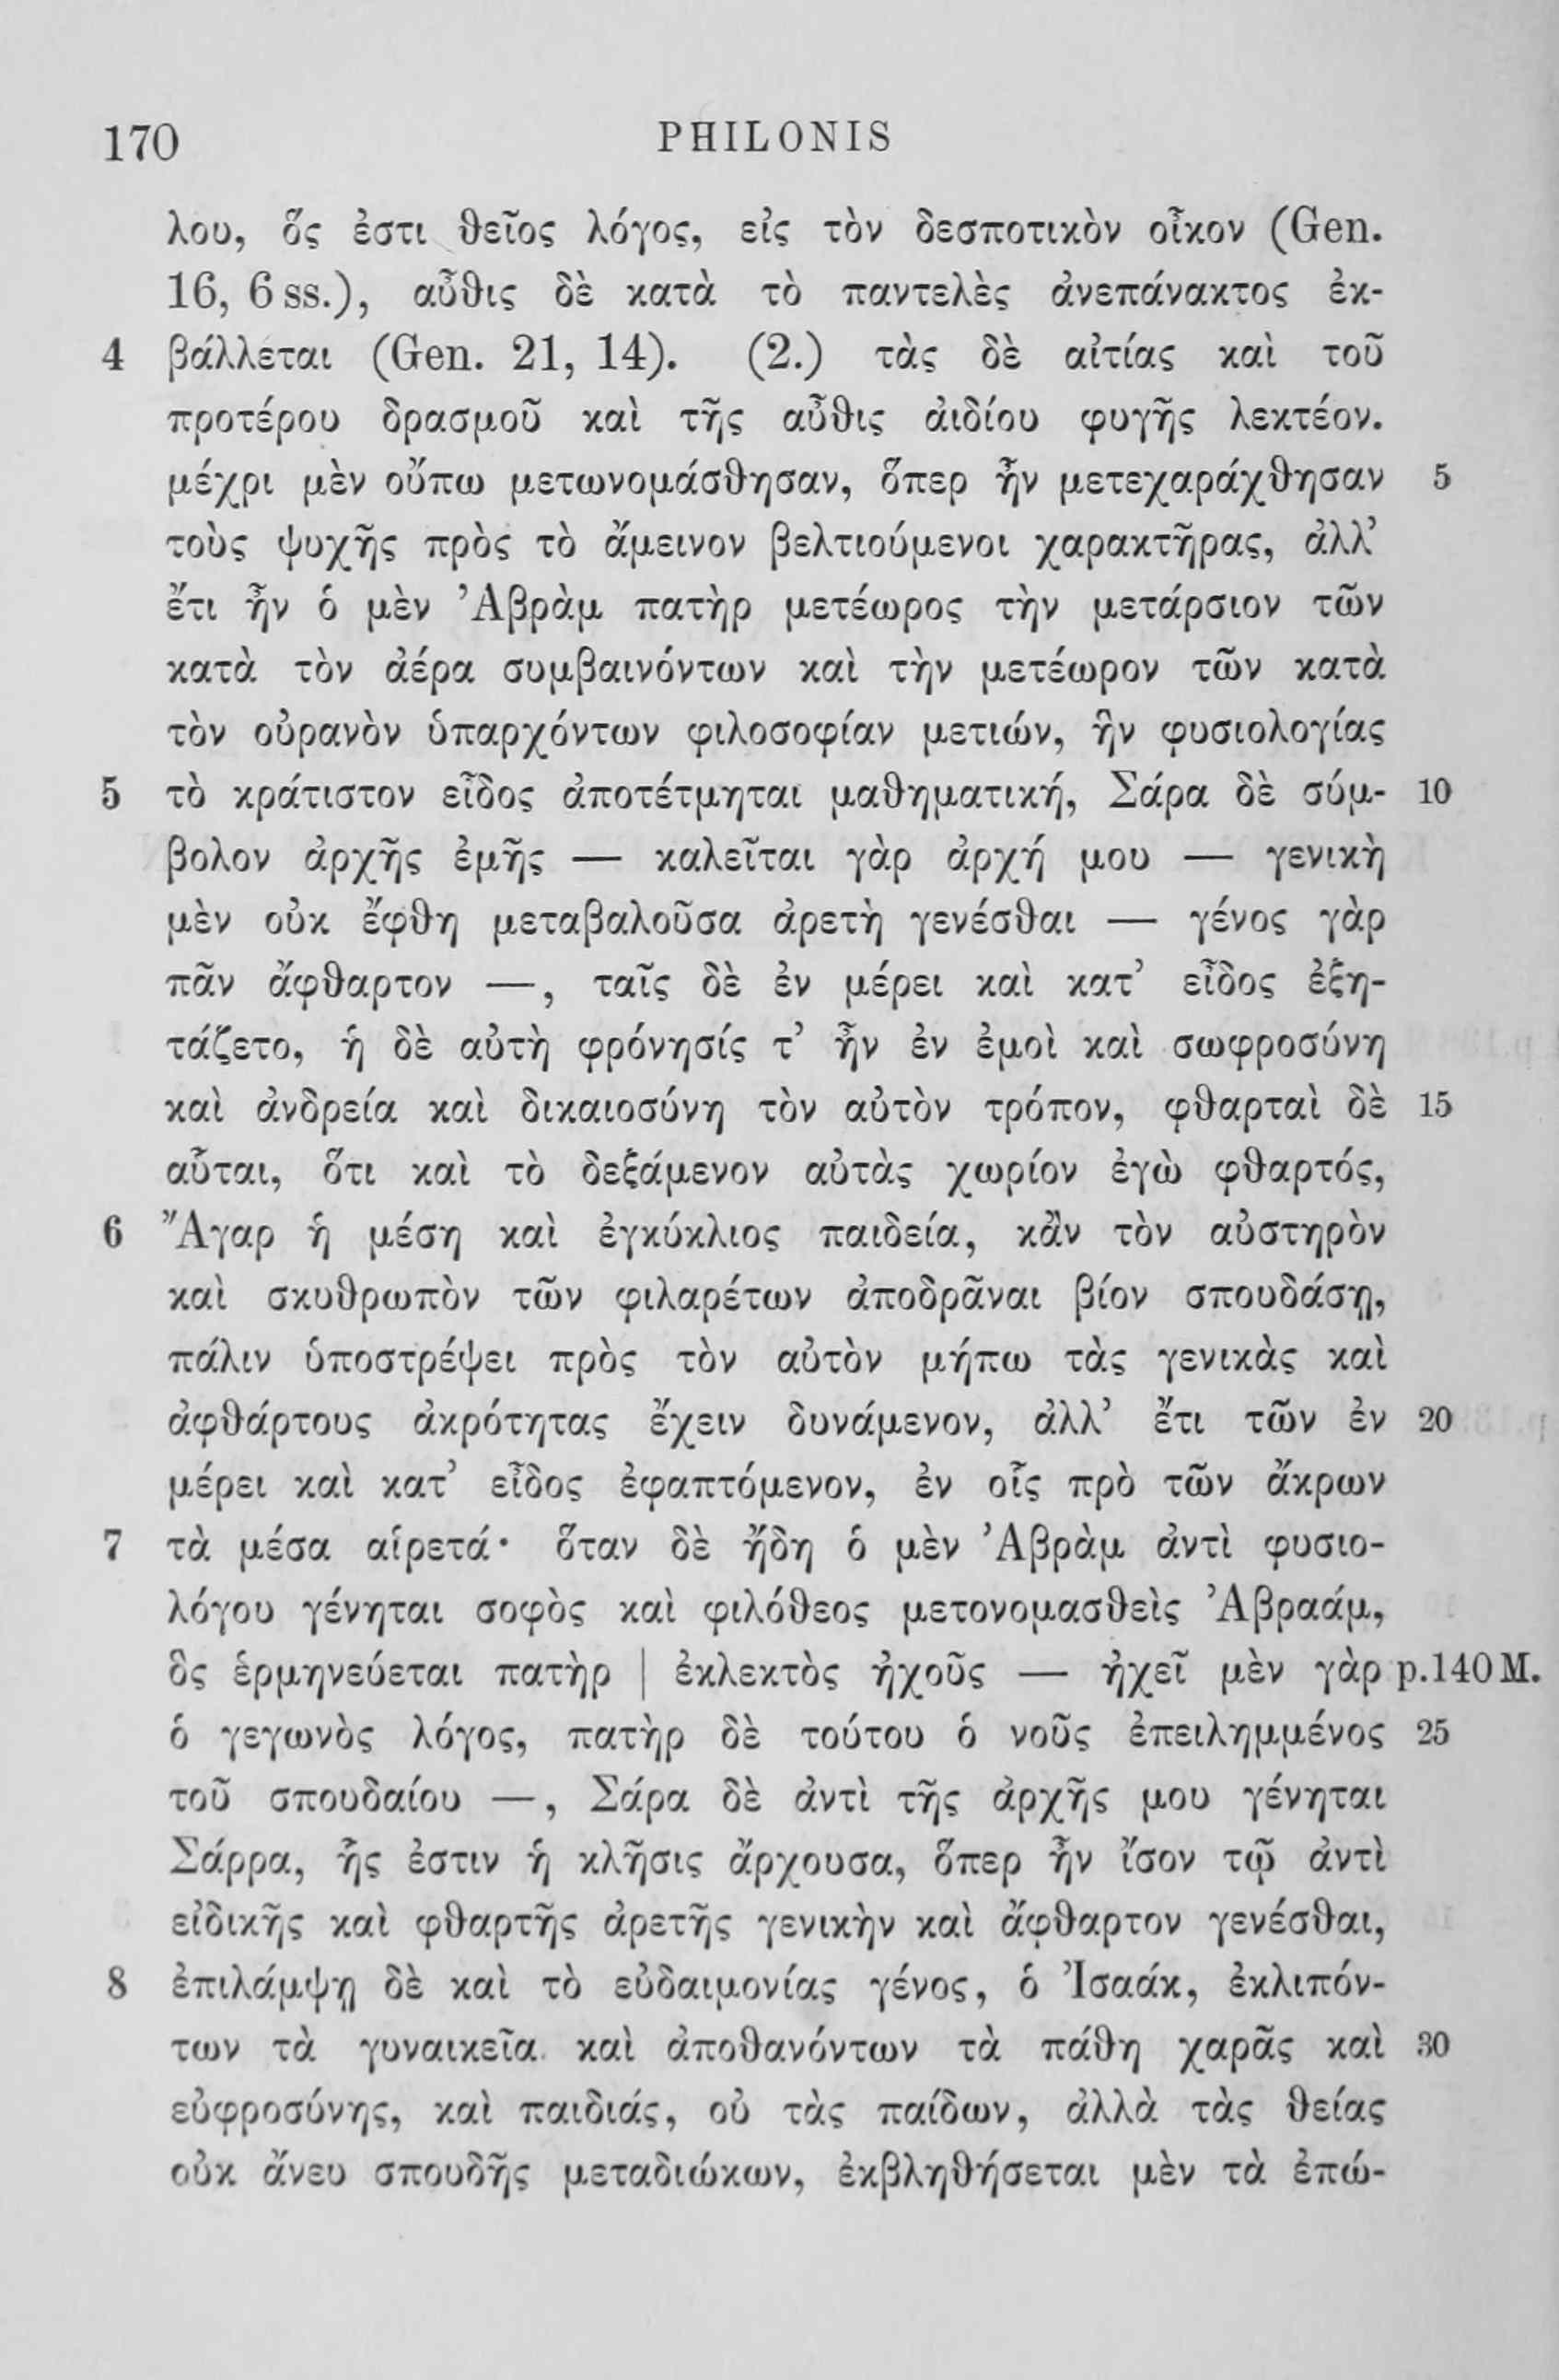 170 PHILONIS
λου, ὅς ἐστι θεῖος λόγος, εἰς τὸν δεσποτικὸν οἶκον (Gen.
16, 6 ss.), αὖθις δὲ κατὰ τὸ παντελὲς ἀνεπάνακτος ἐκ-
4 βάλλεται (Gen. 21, 14). (2.) τὰς δὲ αἰτίας καὶ τοῦ
προτέρου δρασμοῦ καὶ τῆς αὖθις ἀιδίου φυγῆς λεκτέον.
μέχρι μὲν οὔπω μετωνομάσθησαν, ὅπερ ἦν μετεχαράχθησαν 5
τοὺς ψυχῆς πρὸς τὸ ἄμεινον βελτιούμενοι χαρακτῆρας, ἀλλ’
ἔτι ἦν ὁ μὲν Ἀβρὰμ πατὴρ μετέωρος τὴν μετάρσιον τῶν
κατὰ τὸν ἀέρα συμβαινόντων καὶ τὴν μετέωρον τῶν κατὰ
τὸν οὐρανὸν ὑπαρχόντων φιλοσοφίαν μετιών, ἣν φυσιολογίας
5 τὸ κράτιστον εἶδος ἀποτέτμηται μαθηματική, Σάρα δὲ σύμ- 10
βολον ἀρχῆς ἐμῆς — καλεῖται γὰρ ἀρχή μου — γενικὴ
μὲν οὐκ ἔφθη μεταβαλοῦσα ἀρετὴ γενέσθαι — γένος γὰρ
πᾶν ἄφθαρτον —, ταῖς δὲ ἐν μέρει καὶ κατ’ εἶδος ἐξη-
τάζετο, ἡ δὲ αὐτὴ φρόνησίς τ’ ἦν ἐν ἐμοὶ καὶ σωφροσύνη
καὶ ἀνδρεία καὶ δικαιοσύνη τὸν αὐτὸν τρόπον, φθαρταὶ δὲ 15
αὗται, ὅτι καὶ τὸ δεξάμενον αὐτὰς χωρίον ἐγὼ φθαρτός,
6 Ἄγαρ ἡ μέση καὶ ἐγκύκλιος παιδεία, κἂν τὸν αὐστηρὸν
καὶ σκυθρωπὸν τῶν φιλαρέτων ἀποδρᾶναι βίον σπουδάσῃ,
πάλιν ὑποστρέψει πρὸς τὸν αὐτὸν μήπω τὰς γενικὰς καὶ
ἀφθάρτους ἀκρότητας ἔχειν δυνάμενον, ἀλλ’ ἔτι τῶν ἐν 20
μέρει καὶ κατ’ εἶδος ἐφαπτόμενον, ἐν οἷς πρὸ τῶν ἄκρων
7 τὰ μέσα αἱρετά· ὅταν δὲ ἤδη ὁ μὲν Ἀβρὰμ ἀντὶ φυσιο-
λόγου γένηται σοφὸς καὶ φιλόθεος μετονομασθεὶς Ἀβραάμ,
ὃς ἑρμηνεύεται πατὴρ | ἐκλεκτὸς ἠχοῦς — ἠχεῖ μὲν γὰρ p.140 M.
ὁ γεγωνὸς λόγος, πατὴρ δὲ τούτου ὁ νοῦς ἐπειλημμένος 25
τοῦ σπουδαίου —, Σάρα δὲ ἀντὶ τῆς ἀρχῆς μου γένηται
Σάρρα, ἧς ἐστιν ἡ κλῆσις ἄρχουσα, ὅπερ ἦν ἴσον τῷ ἀντὶ
εἰδικῆς καὶ φθαρτῆς ἀρετῆς γενικὴν καὶ ἄφθαρτον γενέσθαι,
8 ἐπιλάμψῃ δὲ καὶ τὸ εὐδαιμονίας γένος, ὁ Ἰσαάκ, ἐκλιπόν-
των τὰ γυναικεῖα καὶ ἀποθανόντων τὰ πάθη χαρᾶς καὶ 30
εὐφροσύνης, καὶ παιδιάς, οὐ τὰς παίδων, ἀλλὰ τὰς θείας
οὐκ ἄνευ σπουδῆς μεταδιώκων, ἐκβληθήσεται μὲν τὰ ἐπώ-